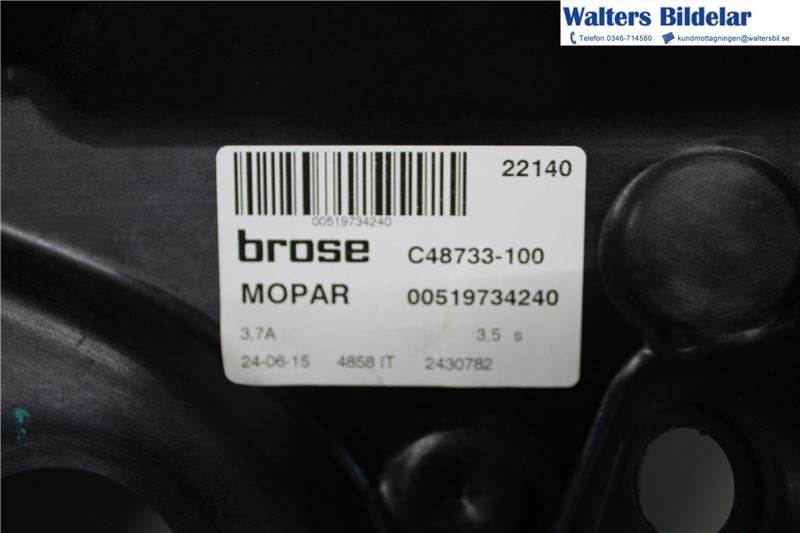 Walters Bildelar
Telefon 0346-714580 kundmottagningen@waltersbil.se
22140
00519734240
brose C48733-100
MOPAR 00519734240
3,7A 3,5 s
24-06-15 4858 IT 2430782